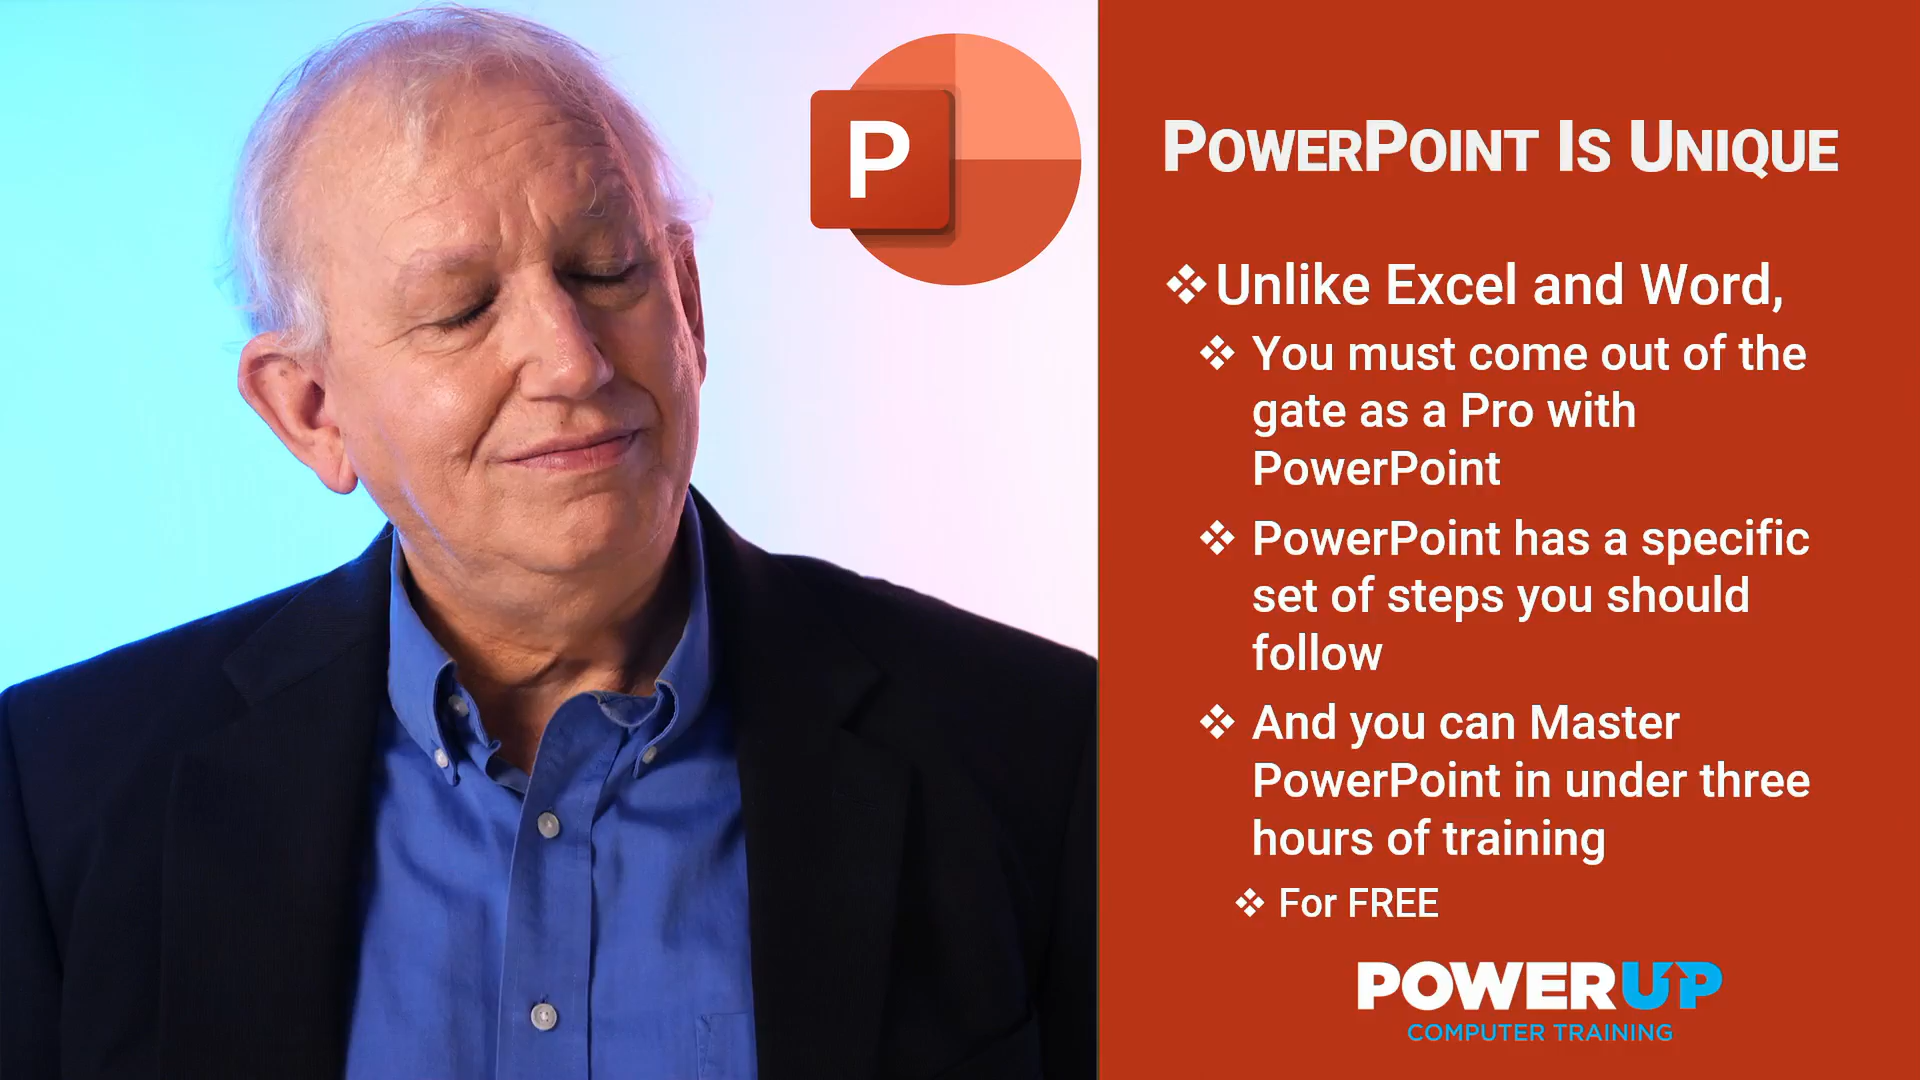 P
POWERPOINT IS UNIQUE
❖Unlike Excel and Word,
❖ You must come out of the
gate as a Pro with
PowerPoint
❖ PowerPoint has a specific
set of steps you should
follow
❖ And you can Master
PowerPoint in under three
hours of training
❖ For FREE
POWERUP
COMPUTER TRAINING